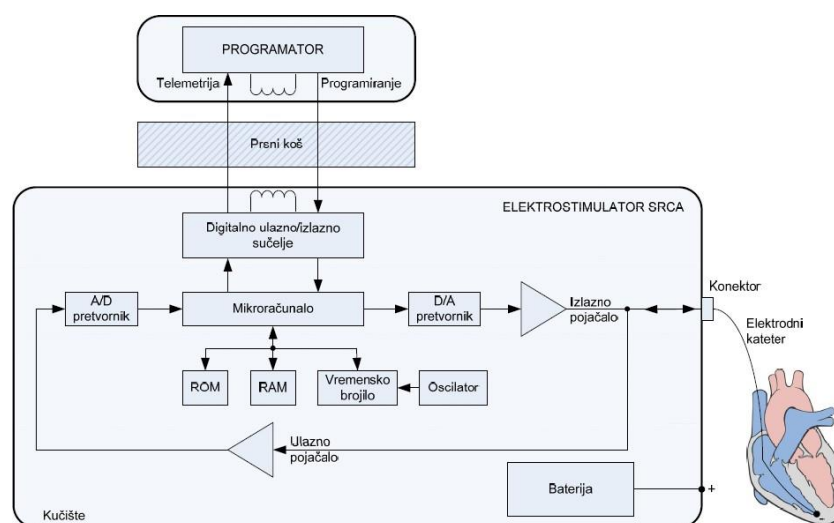 PROGRAMATOR
Telemetrija
Programiranje
Prsni koš
ELEKTROSTIMULATOR SRCA
Digitalno ulazno/izlazno
sučelje
A/D
pretvornik
Mikroračunalo
D/A
pretvornik
Izlazno
pojačalo
Konektor
Elektrodni
kateter
ROM
RAM
Vremensko
brojilo
Oscilator
Ulazno
pojačalo
Baterija
+
Kućište